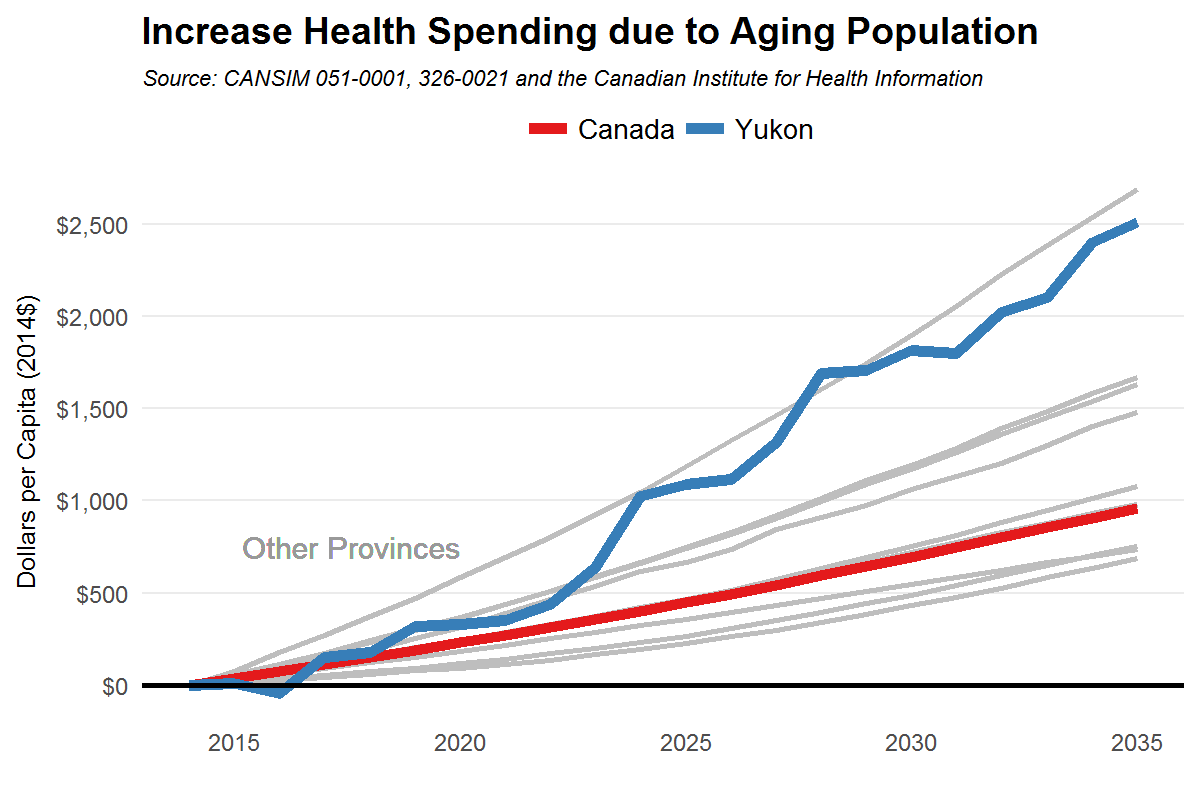 Increase Health Spending due to Aging Population
Source: CANSIM 051-0001, 326-0021 and the Canadian Institute for Health Information
Canada
Yukon
Dollars per Capita (2014$)
$2,500
$2,000
$1,500
$1,000
$500
$0
Other Provinces
2015
2020
2025
2030
2035